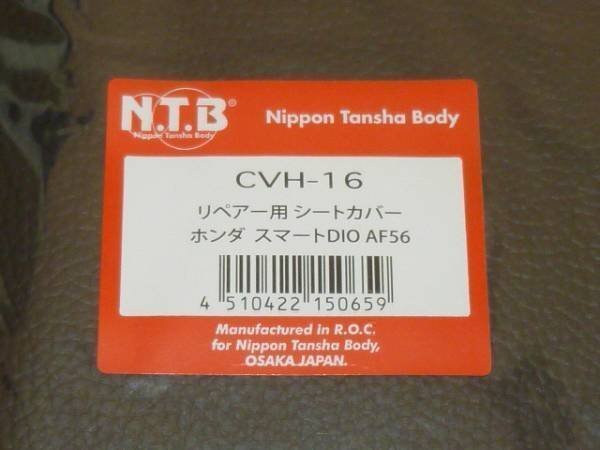 N.T.B®
Nippon Tansha Body
Nippon Tansha Body
CVH-16
リペアー用 シートカバー
ホンダ スマートDIO AF56
4 510422 150659
Manufactured in R.O.C.
for Nippon Tansha Body,
OSAKA JAPAN.